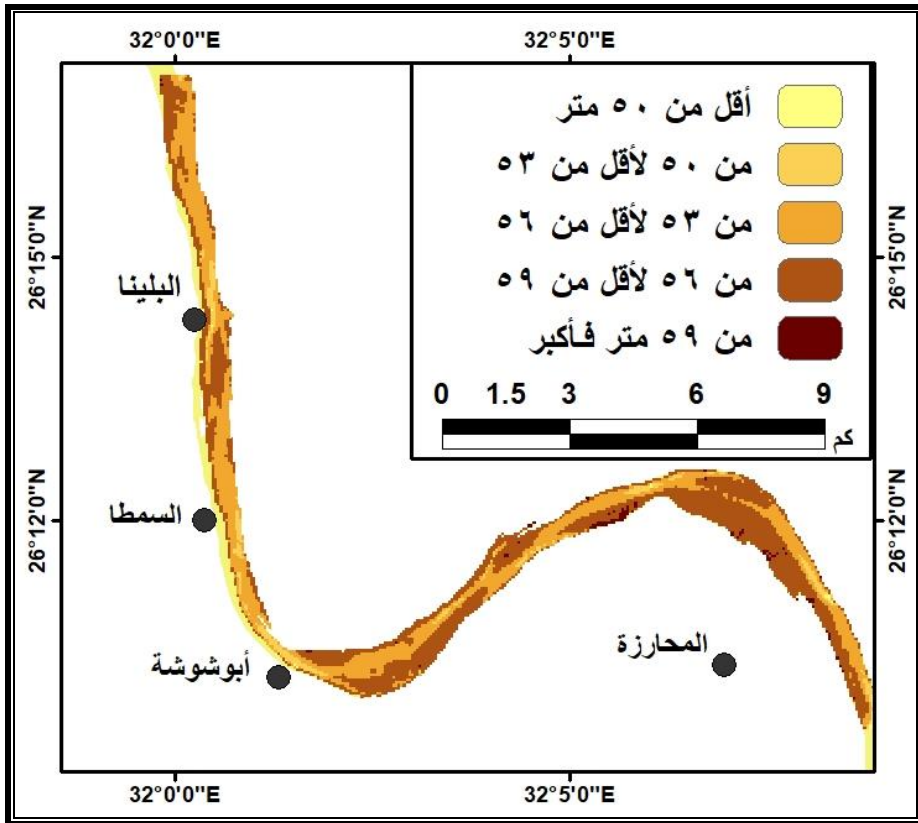 32°0'0"E
32°5'0"E
أقل من ٥٠ متر
من ٥٠ لأقل من ٥٣
من ٥٣ لأقل من ٥٦
من ٥٦ لأقل من ٥٩
من ٥٩ متر فأكبر
0 1.5 3 6 9
كم
26°15'0"N
26°15'0"N
البلينا
السمطا
26°12'0"N
26°12'0"N
أبوشوشة
المحارزة
32°0'0"E
32°5'0"E